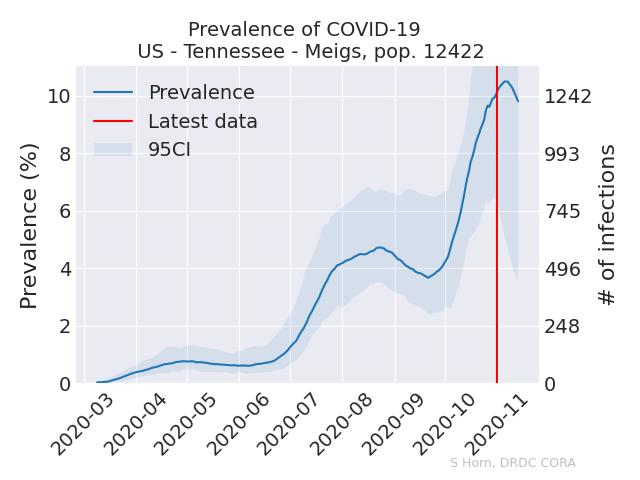 Prevalence of COVID-19
US - Tennessee - Meigs, pop. 12422
Prevalence
Latest data
95CI
Prevalence (%)
10
8
6
4
2
0
# of infections
1242
993
745
496
248
0
2020-03
2020-04
2020-05
2020-06
2020-07
2020-08
2020-09
2020-10
2020-11
S Horn, DRDC CORA